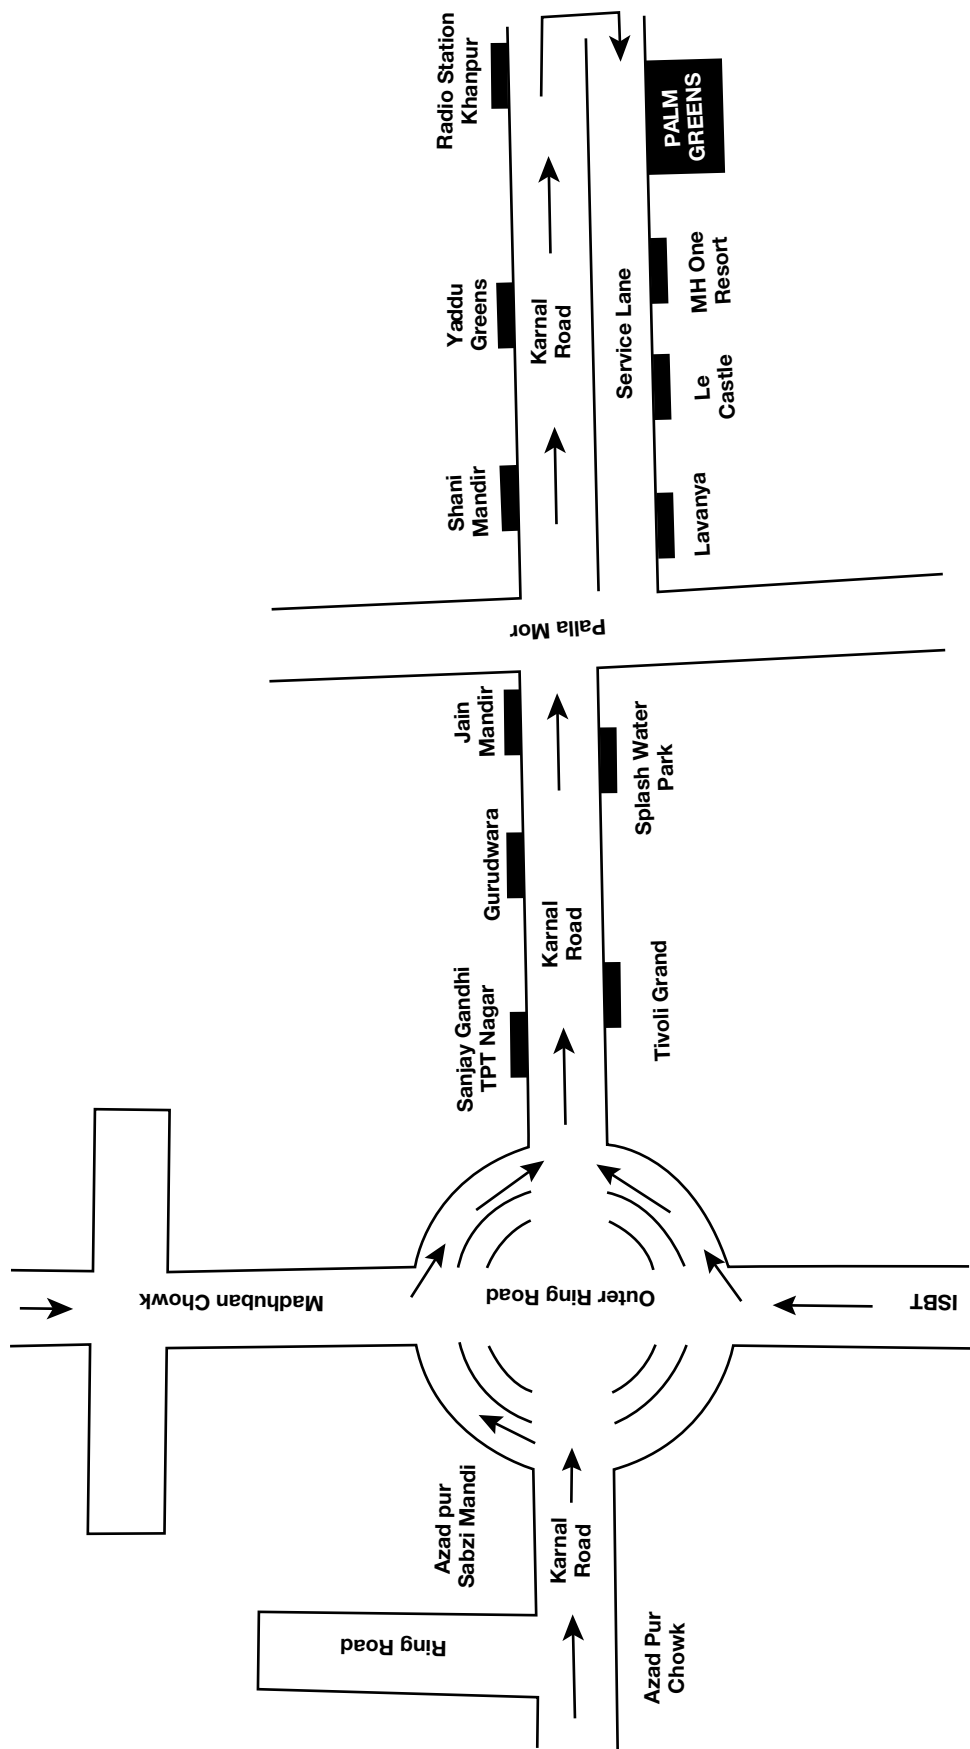 Radio Station
Khanpur
PALM
GREENS
Yaddu
Greens
Karnal
Road
Service Lane
MH One
Resort
Le
Castle
Shani
Mandir
Lavanya
Palla Mor
Jain
Mandir
Splash Water
Park
Gurudwara
Karnal
Road
Sanjay Gandhi
TPT Nagar
Tivoli Grand
Madhuban Chowk
Outer Ring Road
ISBT
Azad pur
Sabzi Mandi
Karnal
Road
Ring Road
Azad Pur
Chowk